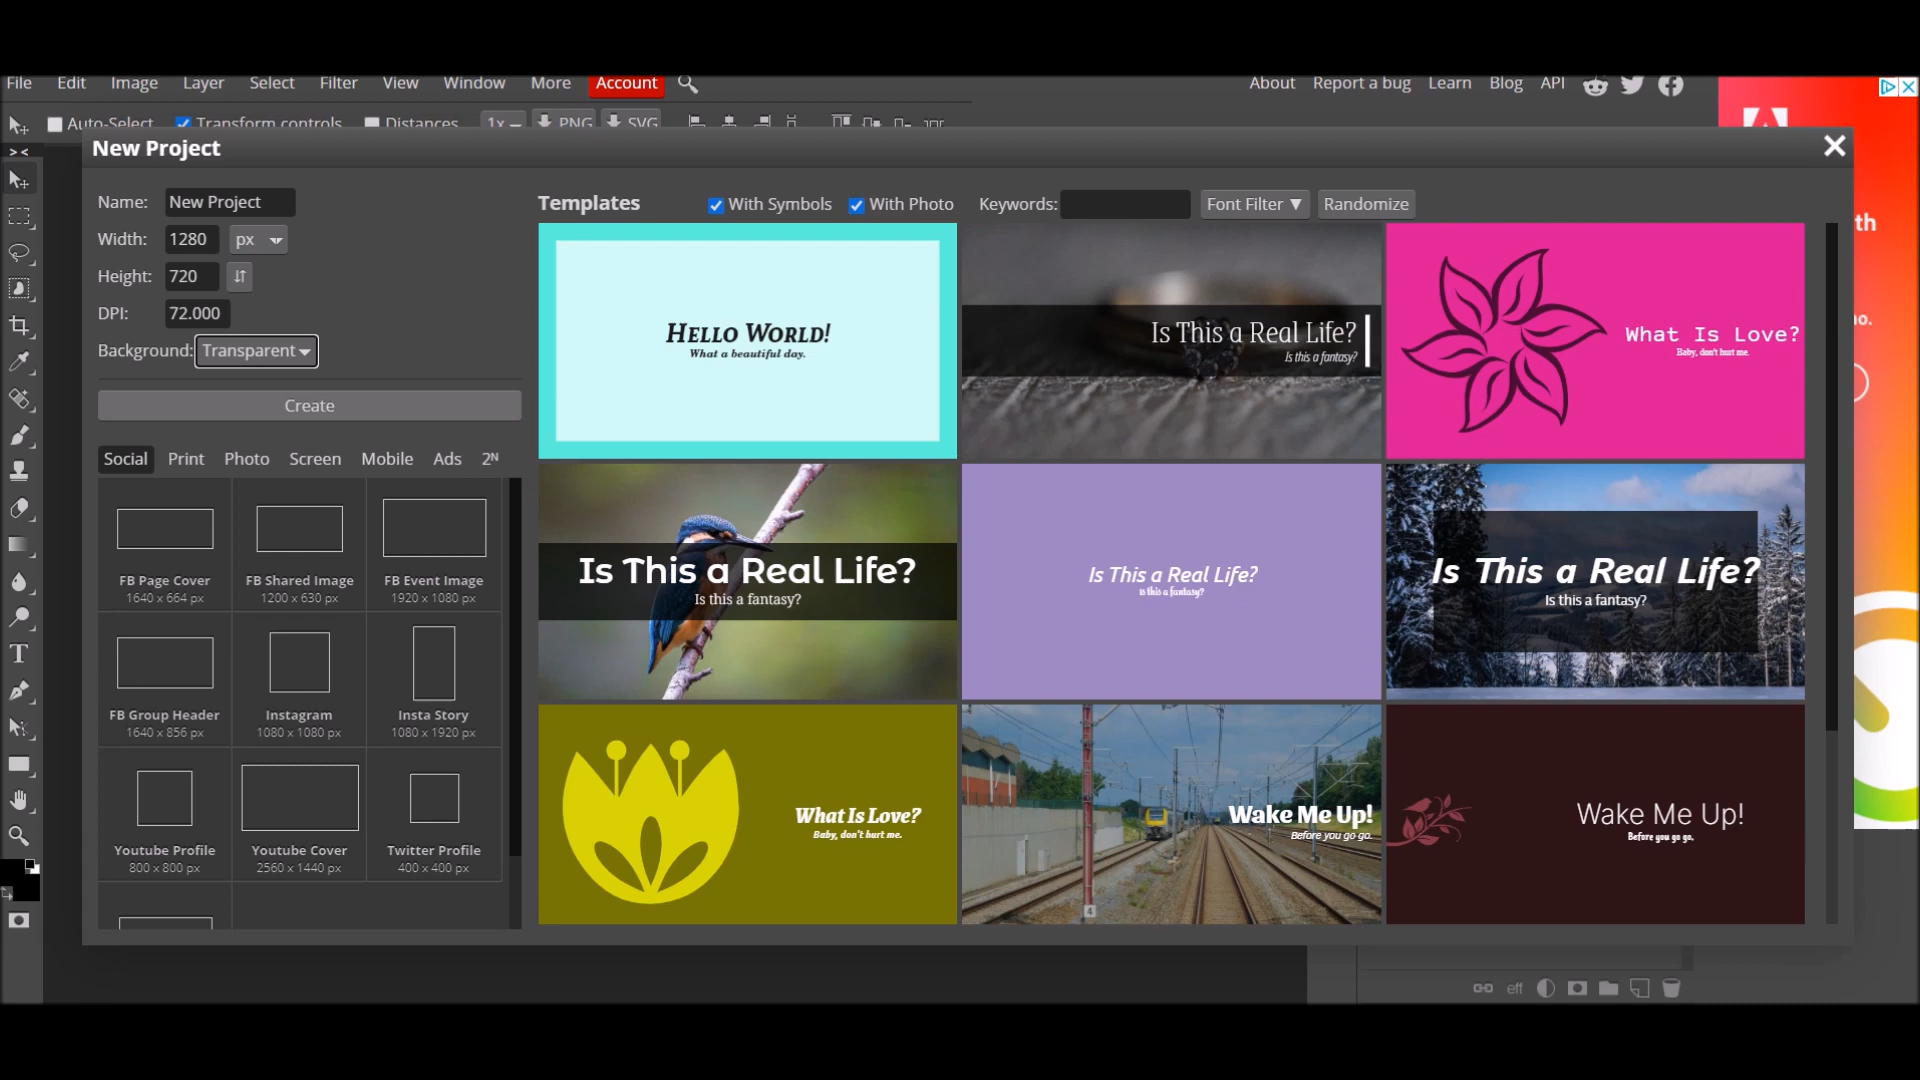 File Edit Image Layer Select Filter View Window More Account About Report a bug Learn Blog API
Auto-Select Transform controls Distances 1x PNG SVG
New Project
Name: New Project
Width: 1280 px
Height: 720
DPI: 72.000
Background: Transparent
Create
Social Print Photo Screen Mobile Ads 2ᴺ
FB Page Cover
1640 x 664 px
FB Shared Image
1200 x 630 px
FB Event Image
1920 x 1080 px
FB Group Header
1640 x 856 px
Instagram
1080 x 1080 px
Insta Story
1080 x 1920 px
Youtube Profile
800 x 800 px
Youtube Cover
2560 x 1440 px
Twitter Profile
400 x 400 px
Templates With Symbols With Photo Keywords: Font Filter ▼ Randomize
HELLO WORLD!
What a beautiful day.
Is This a Real Life?
Is this a fantasy?
What Is Love?
Baby, don't hurt me.
Is This a Real Life?
Is this a fantasy?
Is This a Real Life?
Is this a fantasy?
Is This a Real Life?
Is this a fantasy?
What Is Love?
Baby, don't hurt me.
4
Wake Me Up!
Before you go go.
Wake Me Up!
Before you go go.
th
no.
eff